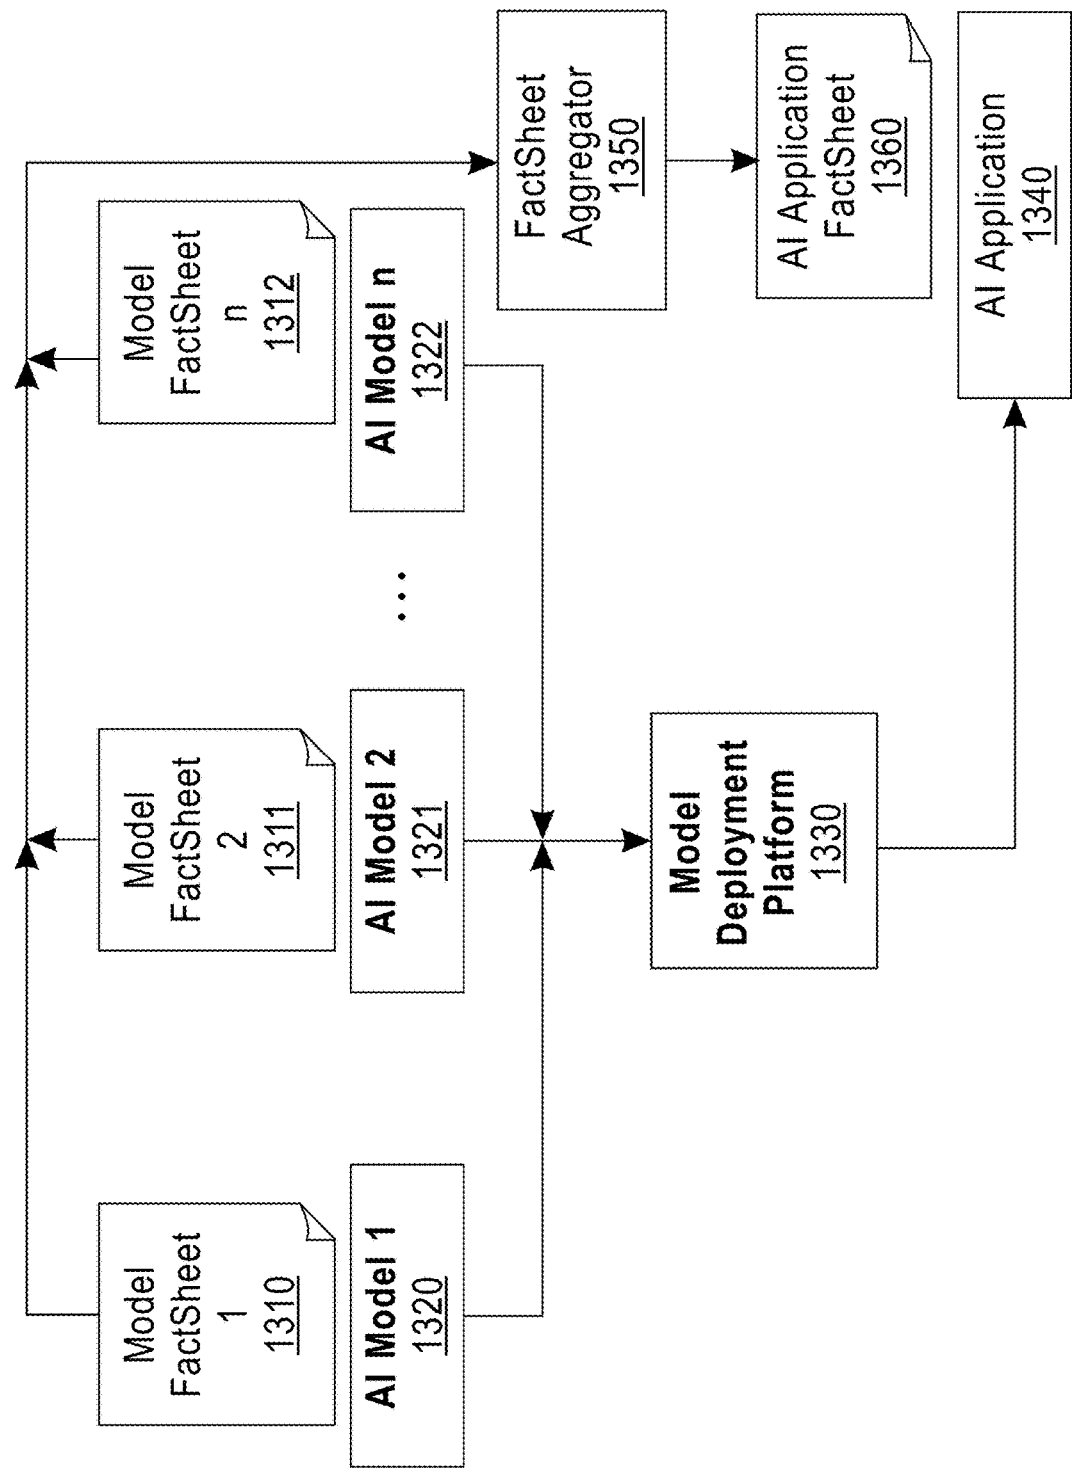 Model
FactSheet
1
1310
Model
FactSheet
2
1311
Model
FactSheet
n
1312
AI Model 1
1320
AI Model 2
1321
...
AI Model n
1322
FactSheet
Aggregator
1350
Model
Deployment
Platform
1330
AI Application
FactSheet
1360
AI Application
1340